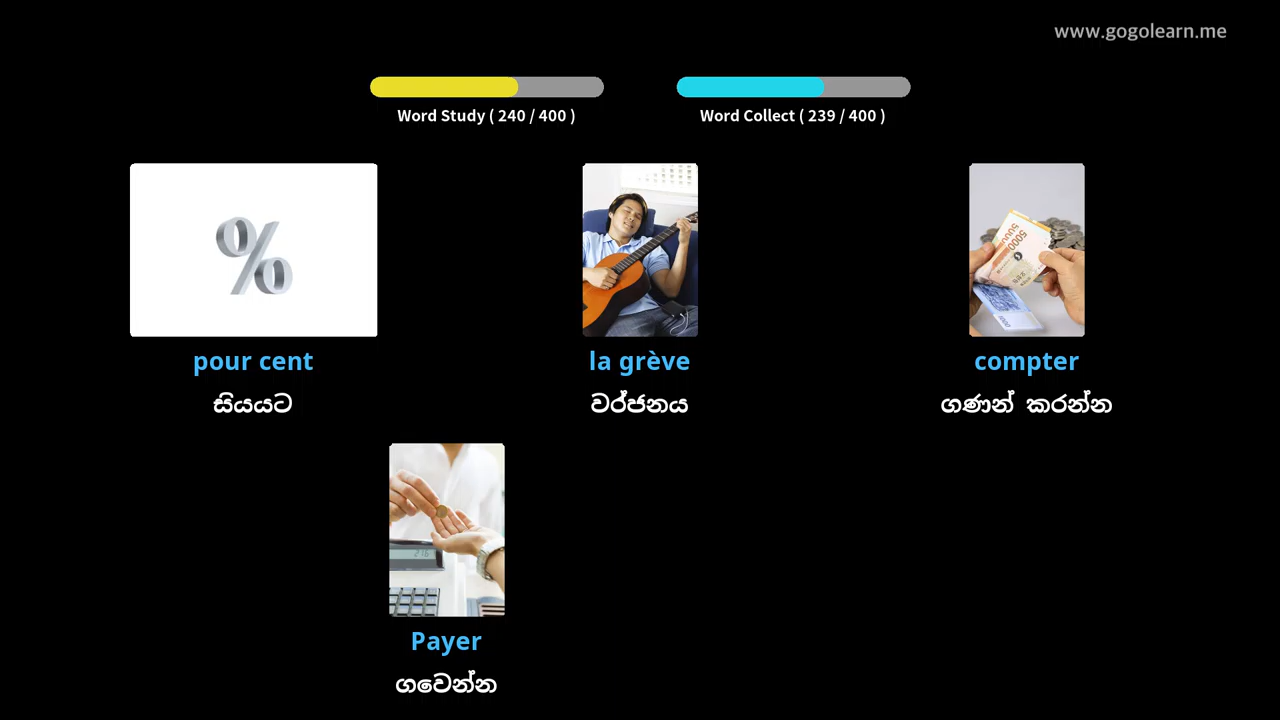 www.gogolearn.me
Word Study ( 240 / 400 )
Word Collect ( 239 / 400 )
pour cent
la grève
compter
සියයට
වර්ජනය
ගණන් කරන්න
Payer
ගවෙන්න